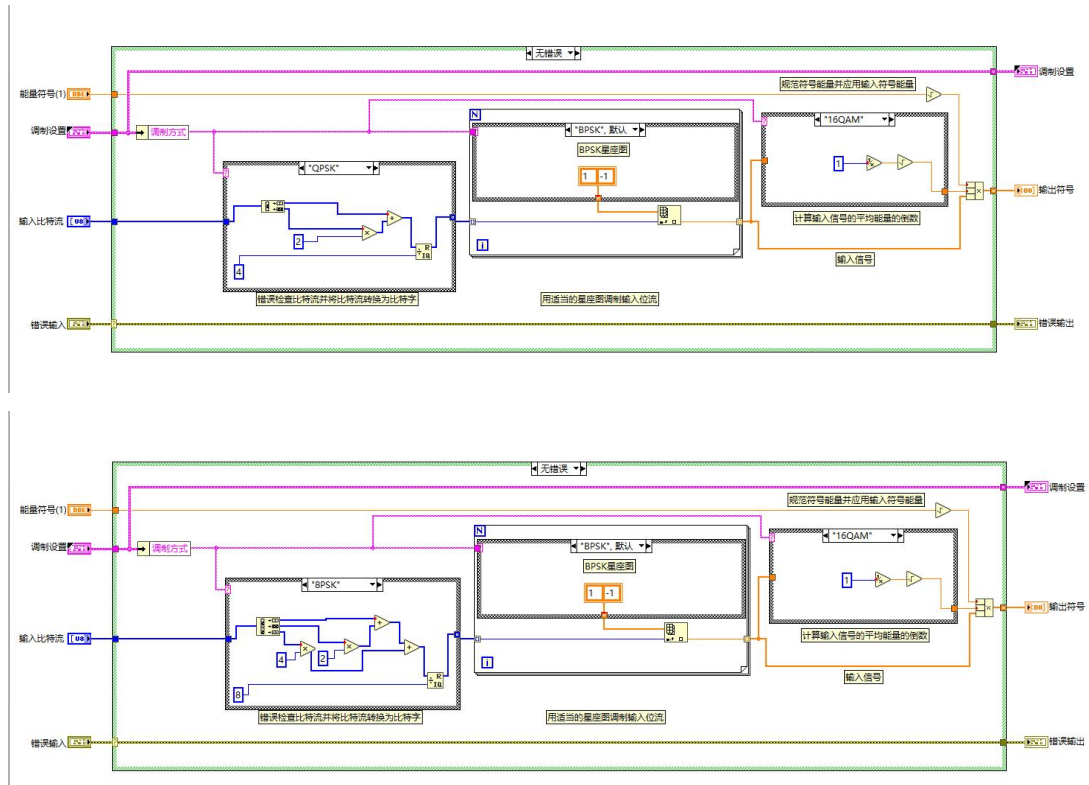 无错误
调制设置
能量符号(1)
DBL
规范符号能量并应用输入符号能量
调制设置
调制方式
N
"BPSK", 默认
"16QAM"
BPSK星座图
"QPSK"
1 -1
1
输入比特流
U8
输出符号
2
计算输入信号的平均能量的倒数
R
IQ
i
4
输入信号
错误检查比特流并将比特流转换为比特字
用适当的星座图调制输入位流
错误输入
错误输出
无错误
调制设置
能量符号(1)
DBL
规范符号能量并应用输入符号能量
调制设置
调制方式
N
"BPSK", 默认
"16QAM"
BPSK星座图
"8PSK"
1 -1
1
输入比特流
U8
输出符号
4
2
计算输入信号的平均能量的倒数
R
IQ
i
8
输入信号
错误检查比特流并将比特流转换为比特字
用适当的星座图调制输入位流
错误输入
错误输出